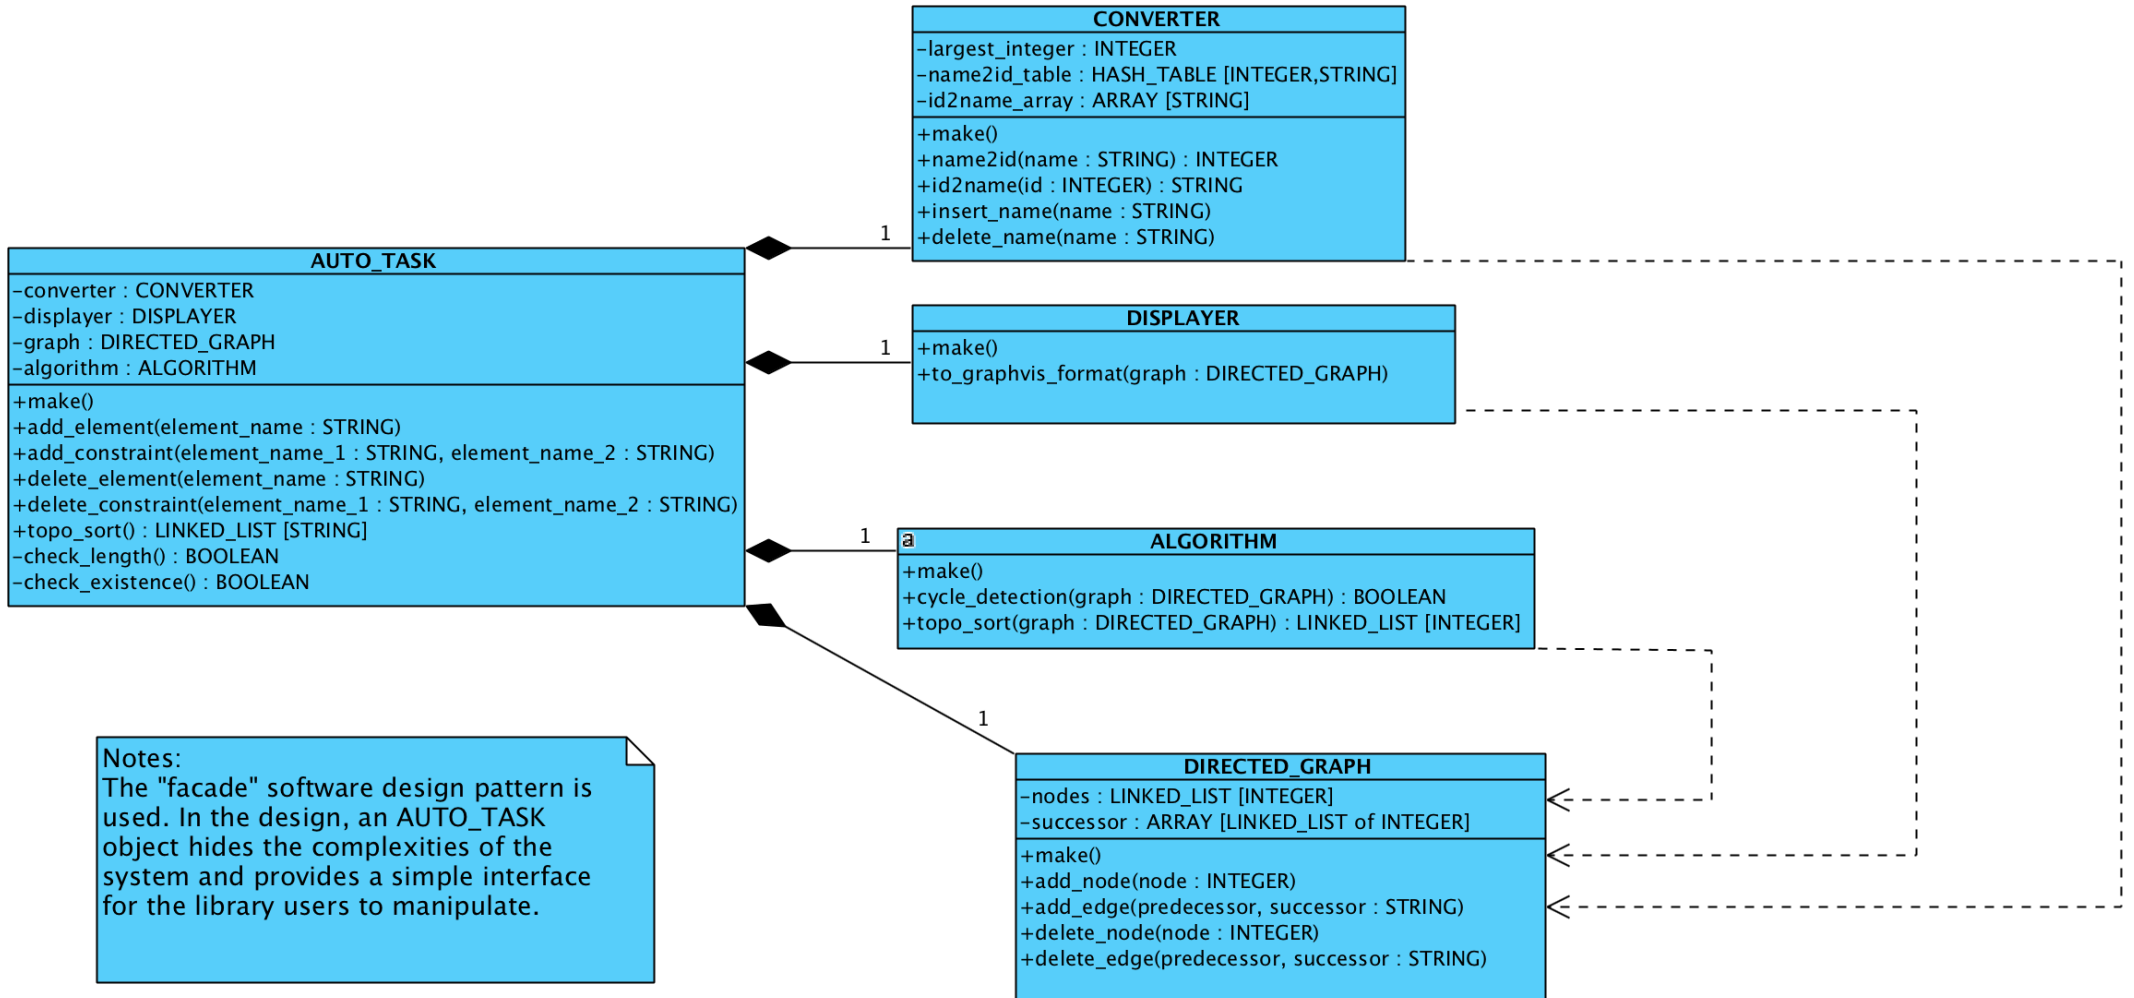 CONVERTER
-largest_integer : INTEGER
-name2id_table : HASH_TABLE [INTEGER,STRING]
-id2name_array : ARRAY [STRING]
+make()
+name2id(name : STRING) : INTEGER
+id2name(id : INTEGER) : STRING
+insert_name(name : STRING)
+delete_name(name : STRING)
1
AUTO_TASK
-converter : CONVERTER
-displayer : DISPLAYER
-graph : DIRECTED_GRAPH
-algorithm : ALGORITHM
+make()
+add_element(element_name : STRING)
+add_constraint(element_name_1 : STRING, element_name_2 : STRING)
+delete_element(element_name : STRING)
+delete_constraint(element_name_1 : STRING, element_name_2 : STRING)
+topo_sort() : LINKED_LIST [STRING]
-check_length() : BOOLEAN
-check_existence() : BOOLEAN
1
DISPLAYER
+make()
+to_graphvis_format(graph : DIRECTED_GRAPH)
1
a
ALGORITHM
+make()
+cycle_detection(graph : DIRECTED_GRAPH) : BOOLEAN
+topo_sort(graph : DIRECTED_GRAPH) : LINKED_LIST [INTEGER]
1
DIRECTED_GRAPH
-nodes : LINKED_LIST [INTEGER]
-successor : ARRAY [LINKED_LIST of INTEGER]
+make()
+add_node(node : INTEGER)
+add_edge(predecessor, successor : STRING)
+delete_node(node : INTEGER)
+delete_edge(predecessor, successor : STRING)
Notes:
The "facade" software design pattern is
used. In the design, an AUTO_TASK
object hides the complexities of the
system and provides a simple interface
for the library users to manipulate.